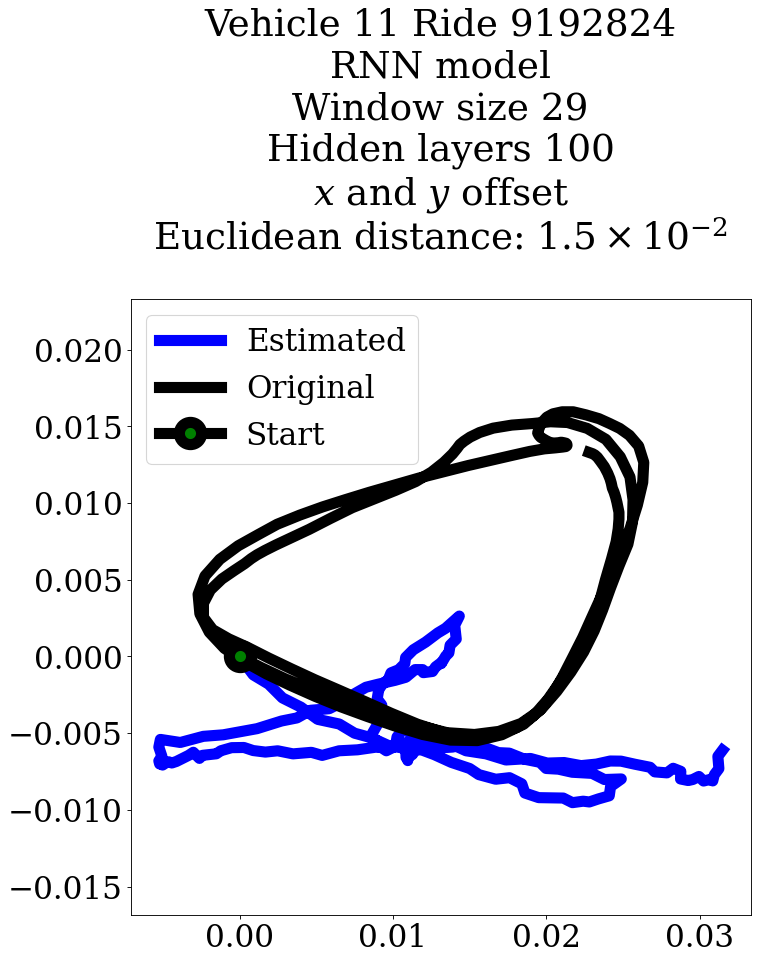 Vehicle 11 Ride 9192824
RNN model
Window size 29
Hidden layers 100
x and y offset
Euclidean distance: 1.5 × 10⁻²
Estimated
Original
Start
0.020
0.015
0.010
0.005
0.000
−0.005
−0.010
−0.015
0.00 0.01 0.02 0.03